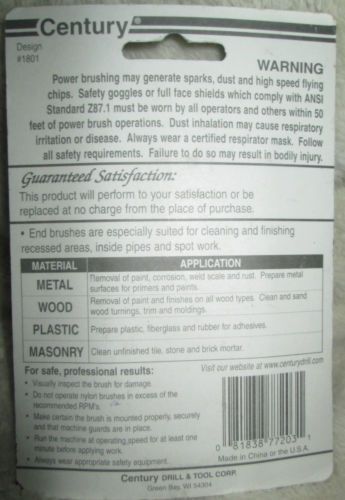 Century®
Design
#1801
WARNING
Power brushing may generate sparks, dust and high speed flying
chips. Safety goggles or full face shields which comply with ANSI
Standard Z87.1 must be worn by all operators and others within 50
feet of power brush operations. Dust inhalation may cause respiratory
irritation or disease. Always wear a certified respirator mask. Follow
all safety requirements. Failure to do so may result in bodily injury.
Guaranteed Satisfaction:
This product will perform to your satisfaction or be
replaced at no charge from the place of purchase.
• End brushes are especially suited for cleaning and finishing
recessed areas, inside pipes and spot work.
MATERIAL APPLICATION
METAL Removal of paint, corrosion, weld scale and rust. Prepare metal
surfaces for primers and paints.
WOOD Removal of paint and finishes on all wood types. Clean and sand
wood turnings, trim and moldings.
PLASTIC Prepare plastic, fiberglass and rubber for adhesives.
MASONRY Clean unfinished tile, stone and brick mortar.
For safe, professional results:
• Visually inspect the brush for damage.
• Do not operate nylon brushes in excess of the
recommended RPM's.
• Make certain the brush is mounted properly, securely
and that machine guards are in place.
• Run the machine at operating speed for at least one
minute before applying work.
• Always wear appropriate safety equipment.
Visit our website at www.centurydrill.com
0 81838 77203 1
Made in China or the U.S.A.
Century DRILL & TOOL CORP.
Green Bay, WI 54304